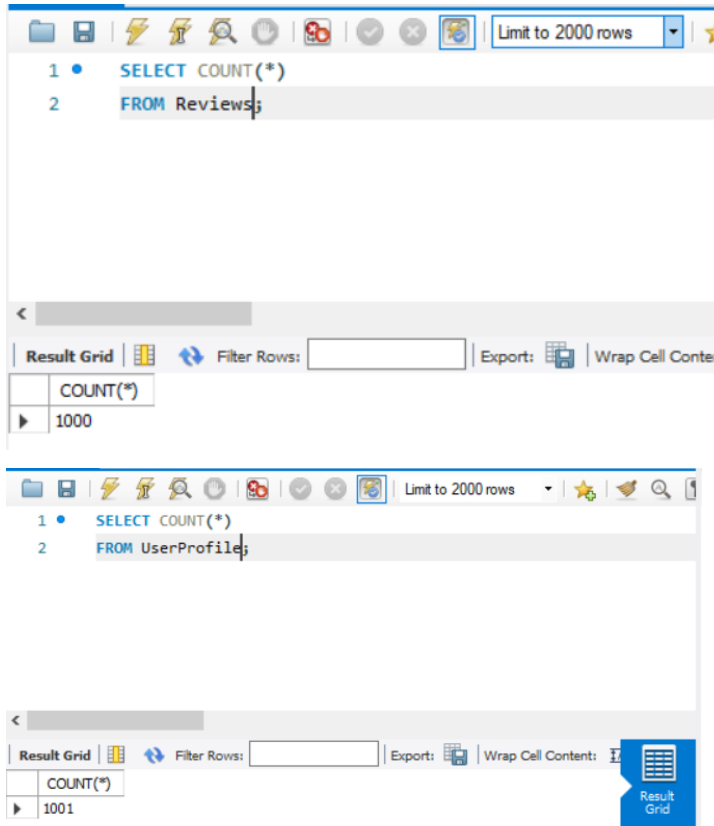 Limit to 2000 rows
1 SELECT COUNT(*)
2 FROM Reviews;
Result Grid Filter Rows: Export: Wrap Cell Conte
COUNT(*)
1000
Limit to 2000 rows
1 SELECT COUNT(*)
2 FROM UserProfile;
Result Grid Filter Rows: Export: Wrap Cell Content:
COUNT(*)
1001
Result
Grid